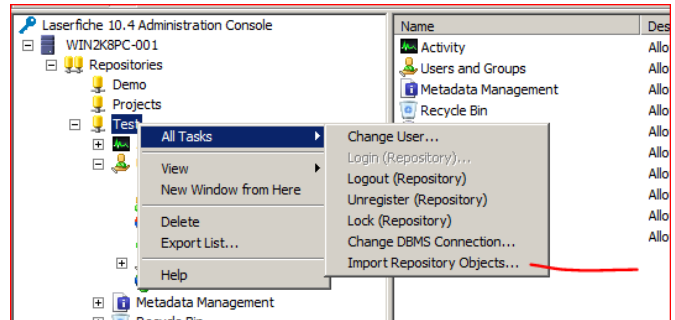 Laserfiche 10.4 Administration Console
WIN2K8PC-001
Repositories
Demo
Projects
Test
All Tasks
View
New Window from Here
Delete
Export List...
Help
Metadata Management
Change User...
Login (Repository)...
Logout (Repository)
Unregister (Repository)
Lock (Repository)
Change DBMS Connection...
Import Repository Objects...
Name
Des
Activity
Allo
Users and Groups
Allo
Metadata Management
Allo
Recycle Bin
Allo
Allo
Allo
Allo
Allo
Allo
Allo